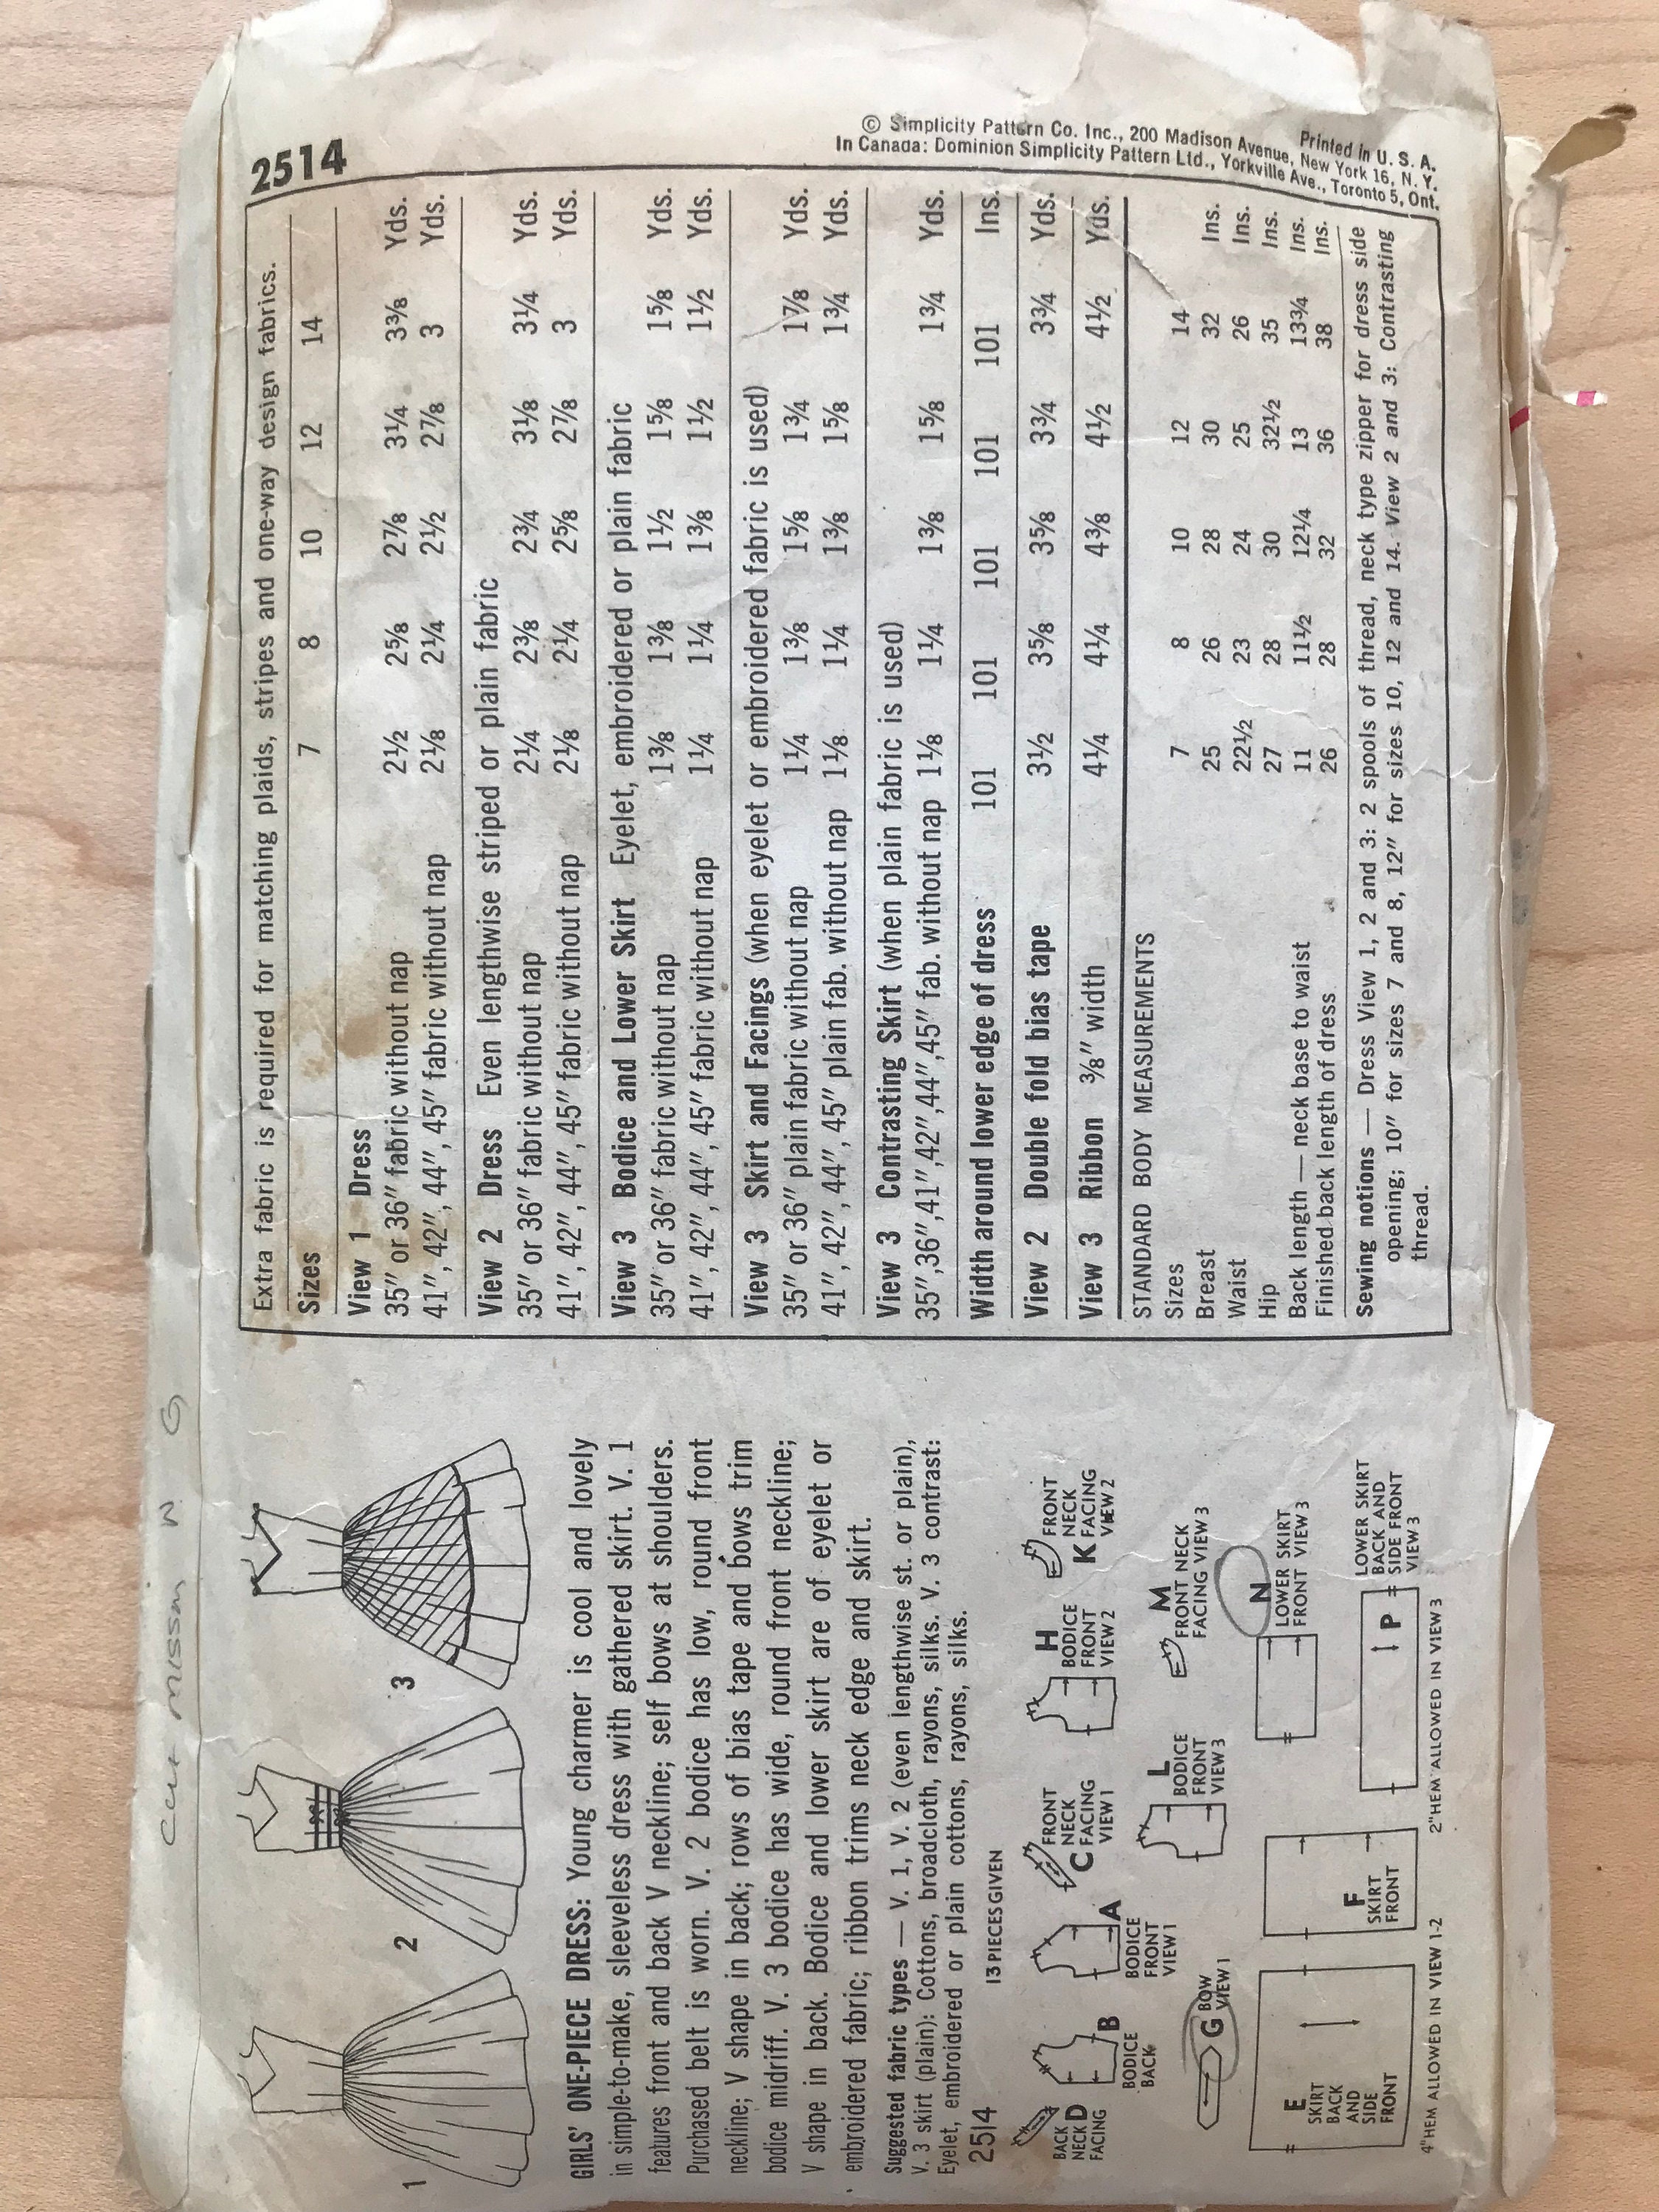 Cut missing N G
1
2
3
GIRLS' ONE-PIECE DRESS: Young charmer is cool and lovely
in simple-to-make, sleeveless dress with gathered skirt. V. 1
features front and back V neckline; self bows at shoulders.
Purchased belt is worn. V. 2 bodice has low, round front
neckline; V shape in back; rows of bias tape and bows trim
bodice midriff. V. 3 bodice has wide, round front neckline;
V shape in back. Bodice and lower skirt are of eyelet or
embroidered fabric; ribbon trims neck edge and skirt.
Suggested fabric types — V. 1, V. 2 (even lengthwise st. or plain),
V. 3 skirt (plain): Cottons, broadcloth, rayons, silks. V. 3 contrast:
Eyelet, embroidered or plain cottons, rayons, silks.
2514 13 PIECES GIVEN
BACK
NECK D
FACING
B
BODICE
BACK
A
BODICE
FRONT
VIEW 1
FRONT
NECK
C FACING
VIEW 1
H
BODICE
FRONT
VIEW 2
FRONT
NECK
K FACING
VIEW 2
G BOW
VIEW 1
L
BODICE
FRONT
VIEW 3
M
FRONT NECK
FACING VIEW 3
E
SKIRT
BACK
AND
SIDE
FRONT
F
SKIRT
FRONT
N
LOWER SKIRT
FRONT VIEW 3
P
LOWER SKIRT
BACK AND
SIDE FRONT
VIEW 3
4"HEM ALLOWED IN VIEW 1-2
2"HEM ALLOWED IN VIEW 3
2514
Extra fabric is required for matching plaids, stripes and one-way design fabrics.
Sizes 7 8 10 12 14
View 1 Dress
35" or 36" fabric without nap 2½ 2⅝ 2⅞ 3¼ 3⅜ Yds.
41", 42", 44", 45" fabric without nap 2⅛ 2¼ 2½ 2⅞ 3 Yds.
View 2 Dress Even lengthwise striped or plain fabric
35" or 36" fabric without nap 2¼ 2⅜ 2¾ 3⅛ 3¼ Yds.
41", 42", 44", 45" fabric without nap 2⅛ 2¼ 2⅝ 2⅞ 3 Yds.
View 3 Bodice and Lower Skirt Eyelet, embroidered or plain fabric
35" or 36" fabric without nap 1⅜ 1⅜ 1½ 1⅝ 1⅝ Yds.
41", 42", 44", 45" fabric without nap 1¼ 1¼ 1⅜ 1½ 1½ Yds.
View 3 Skirt and Facings (when eyelet or embroidered fabric is used)
35" or 36" plain fabric without nap 1¼ 1⅜ 1⅝ 1¾ 1⅞ Yds.
41", 42", 44", 45" plain fab. without nap 1⅛ 1¼ 1⅜ 1⅝ 1¾ Yds.
View 3 Contrasting Skirt (when plain fabric is used)
35",36",41",42",44",45" fab. without nap 1⅛ 1¼ 1⅜ 1⅝ 1¾ Yds.
Width around lower edge of dress 101 101 101 101 101 Ins.
View 2 Double fold bias tape 3½ 3⅝ 3⅝ 3¾ 3¾ Yds.
View 3 Ribbon ⅜" width 4¼ 4¼ 4⅜ 4½ 4½ Yds.
STANDARD BODY MEASUREMENTS
Sizes 7 8 10 12 14
Breast 25 26 28 30 32 Ins.
Waist 22½ 23 24 25 26 Ins.
Hip 27 28 30 32½ 35 Ins.
Back length — neck base to waist 11 11½ 12¼ 13 13¾ Ins.
Finished back length of dress 26 28 32 36 38 Ins.
Sewing notions — Dress View 1, 2 and 3: 2 spools of thread, neck type zipper for dress side
opening; 10" for sizes 7 and 8, 12" for sizes 10, 12 and 14. View 2 and 3: Contrasting
thread.
© Simplicity Pattern Co. Inc., 200 Madison Avenue, New York 16, N. Y.
In Canada: Dominion Simplicity Pattern Ltd., Yorkville Ave., Toronto 5, Ont.
Printed in U. S. A.